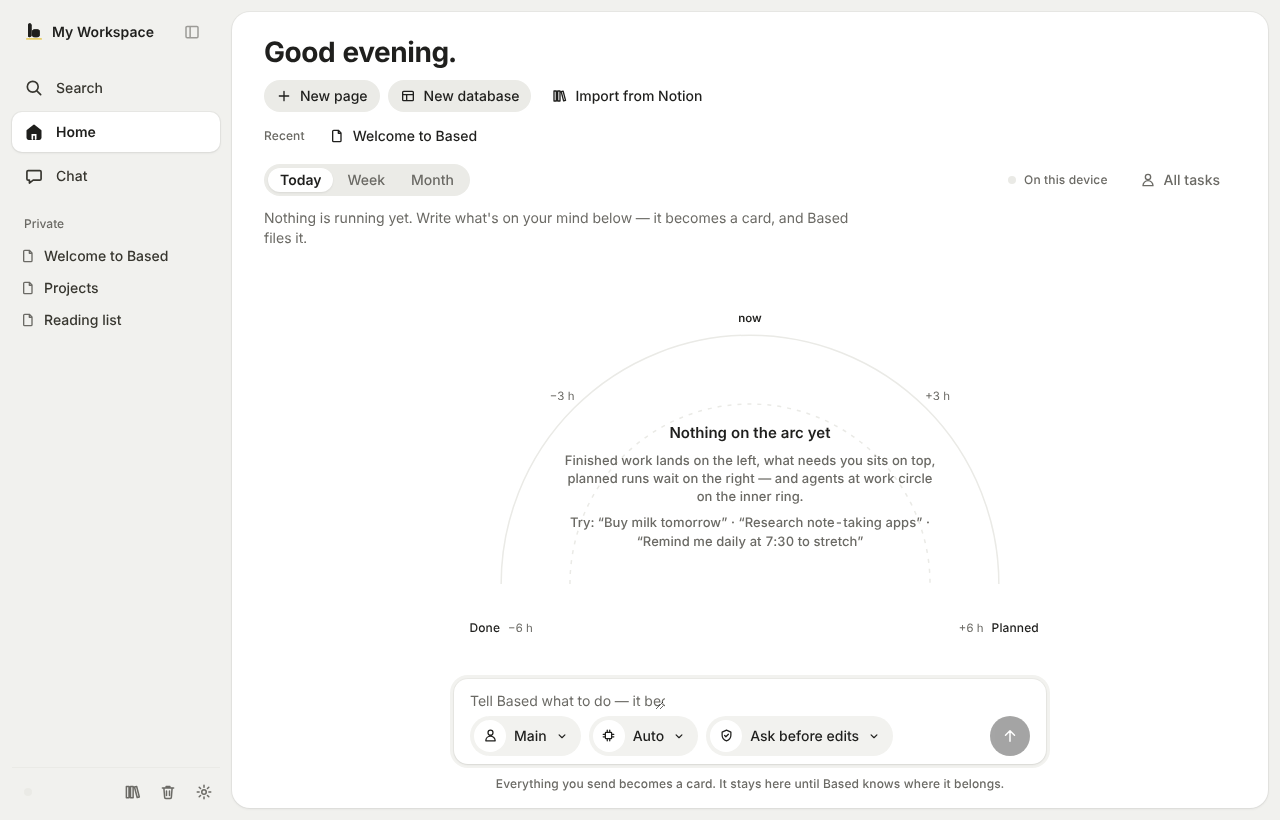 My Workspace
Search
Home
Chat
Private
Welcome to Based
Projects
Reading list
Good evening.
New page
New database
Import from Notion
Recent
Welcome to Based
Today
Week
Month
On this device
All tasks
Nothing is running yet. Write what's on your mind below — it becomes a card, and Based
files it.
now
−3 h
+3 h
Nothing on the arc yet
Finished work lands on the left, what needs you sits on top,
planned runs wait on the right — and agents at work circle
on the inner ring.
Try: “Buy milk tomorrow” · “Research note-taking apps” ·
“Remind me daily at 7:30 to stretch”
Done −6 h
+6 h Planned
Tell Based what to do — it
Main
Auto
Ask before edits
Everything you send becomes a card. It stays here until Based knows where it belongs.